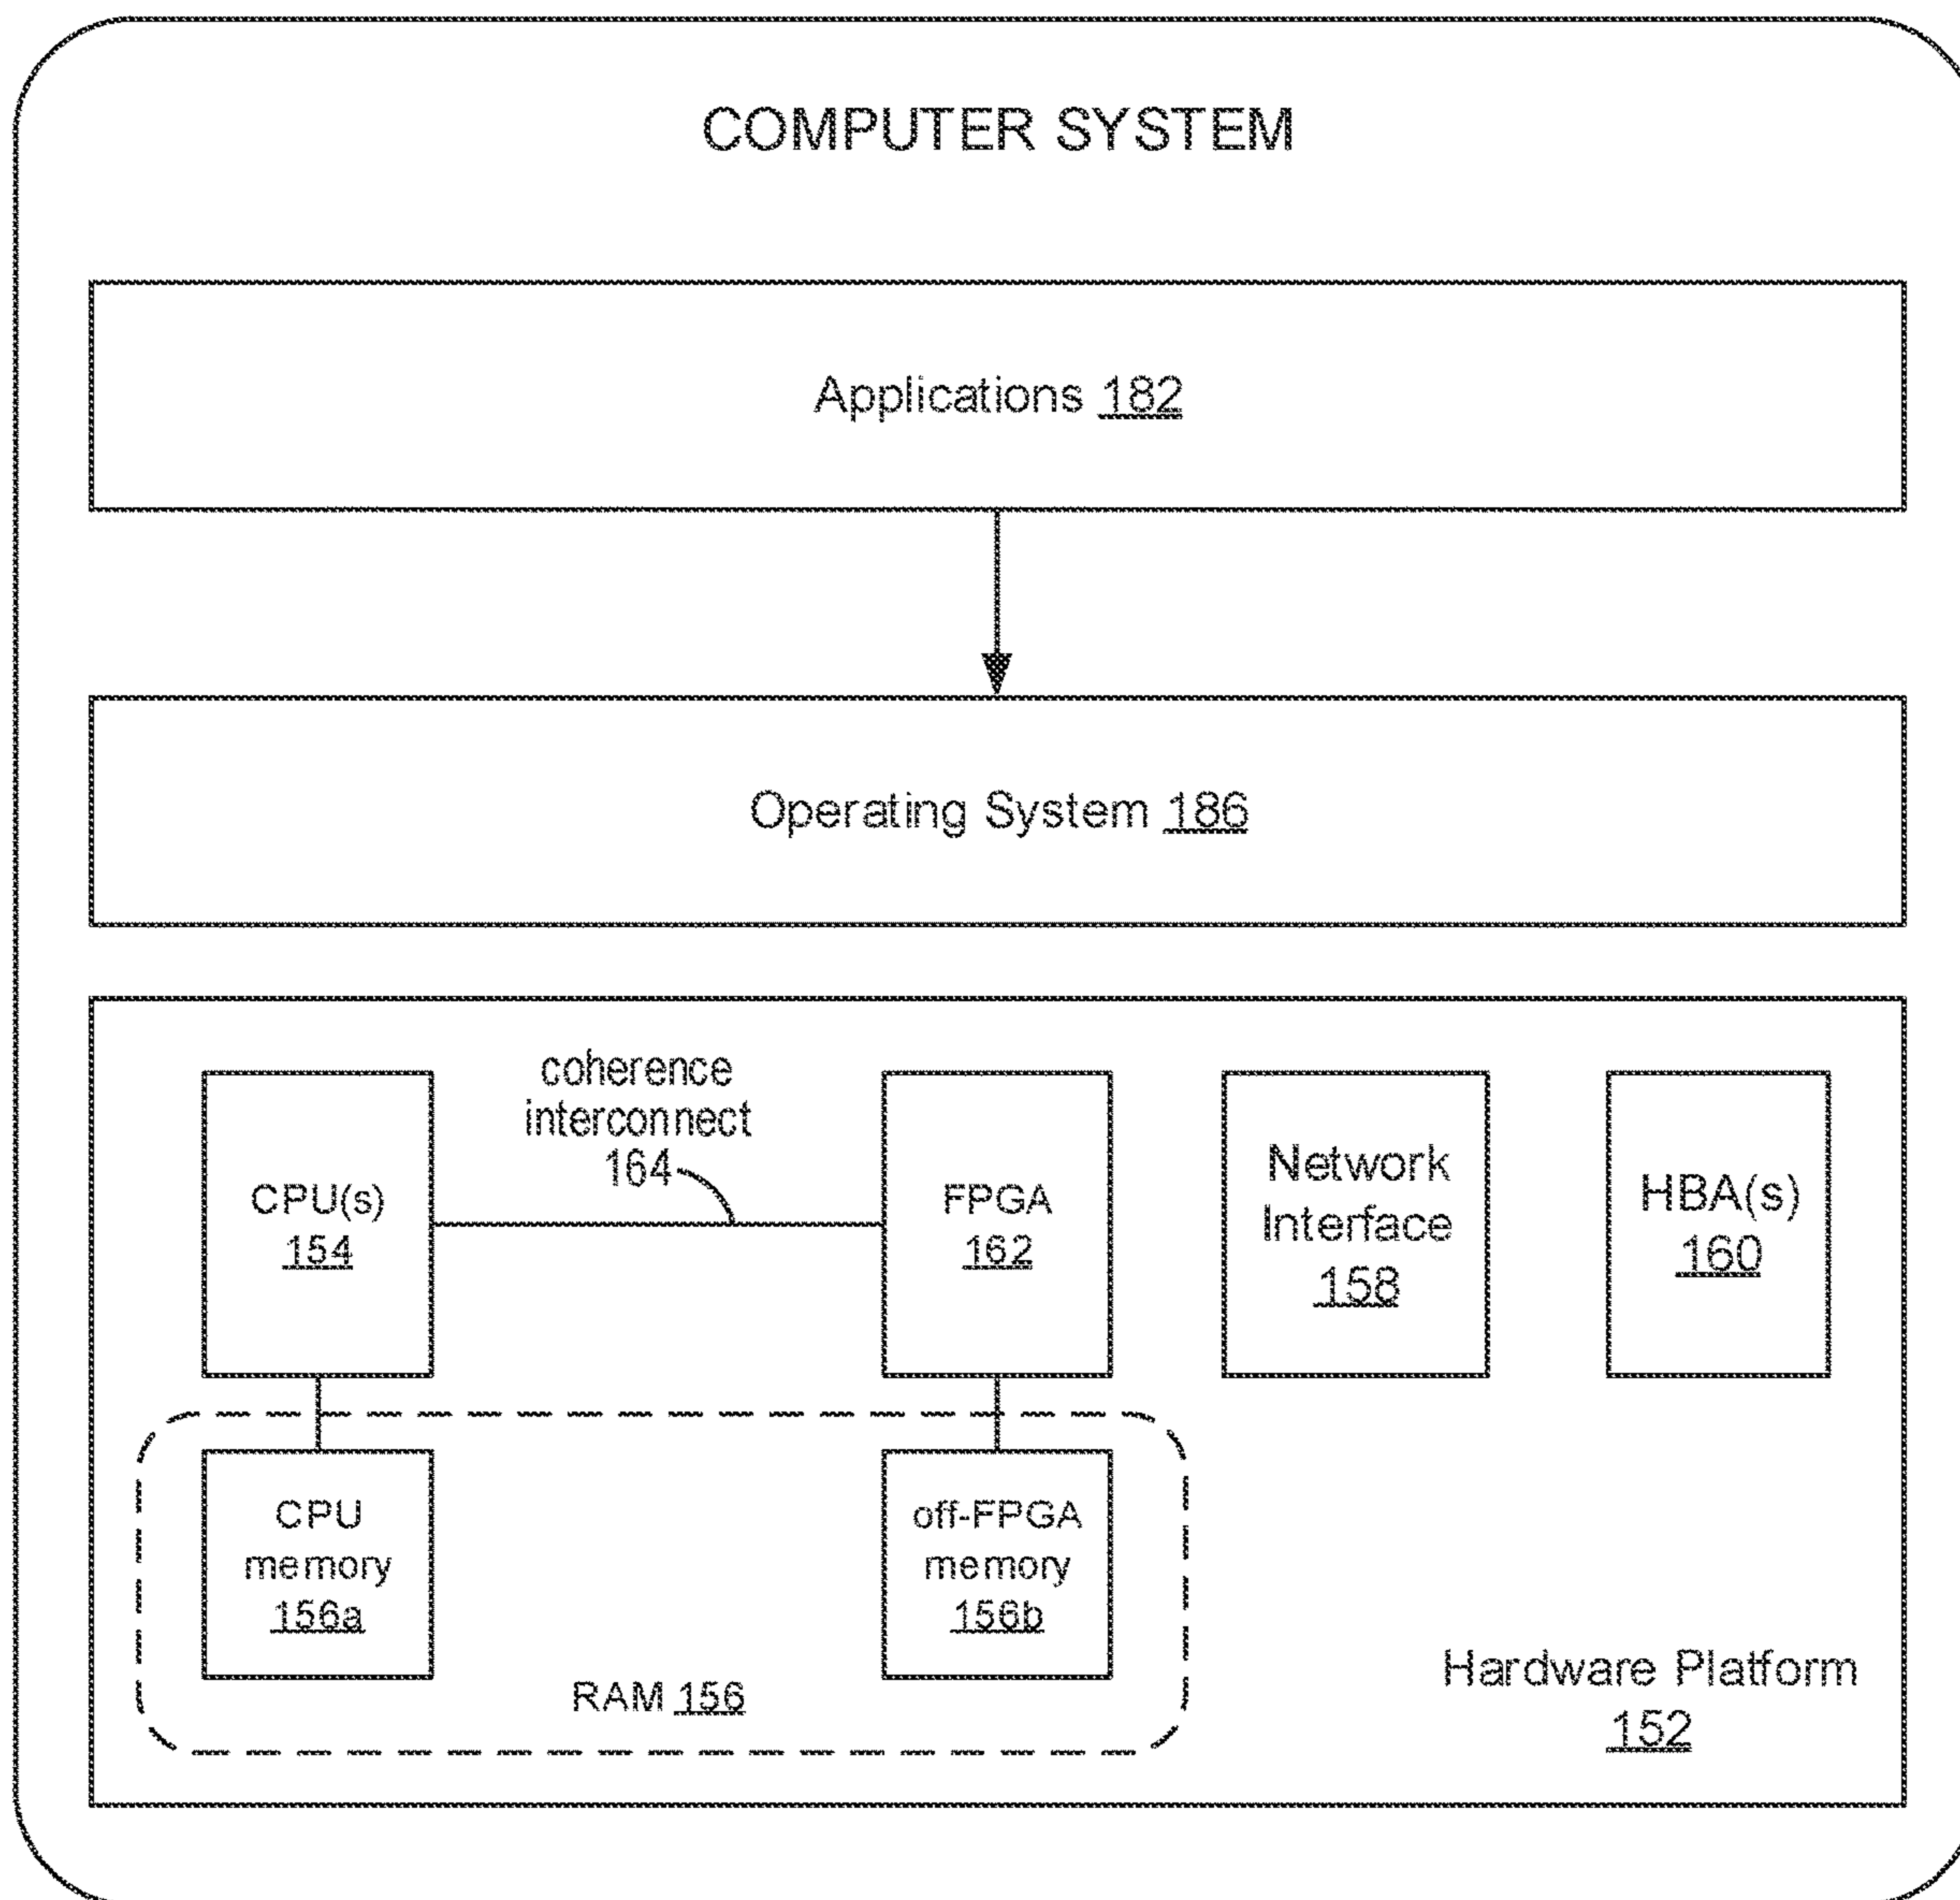 COMPUTER SYSTEM
Applications 182
Operating System 186
coherence
interconnect
164
CPU(s)
154
FPGA
162
Network
Interface
158
HBA(s)
160
CPU
memory
156a
off-FPGA
memory
156b
RAM 156
Hardware Platform
152